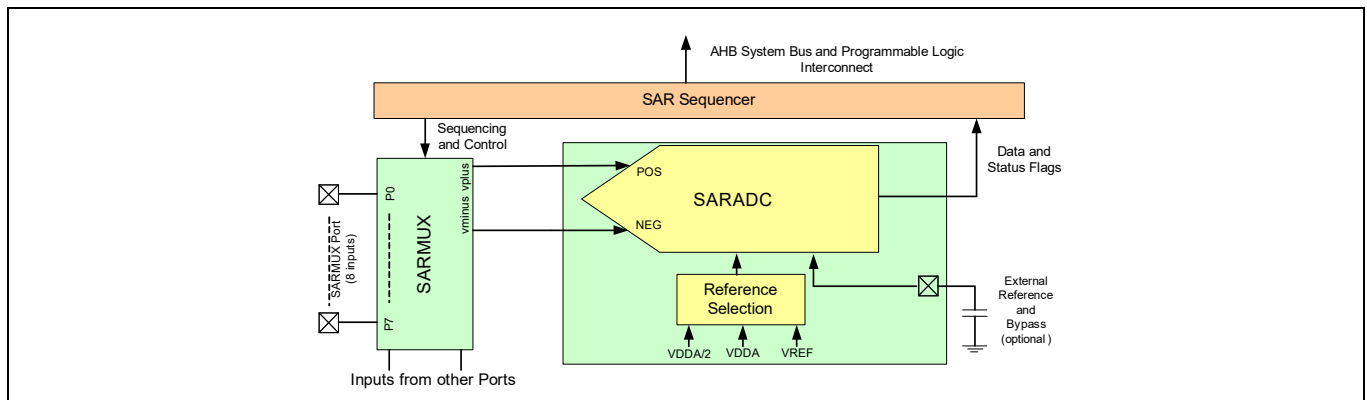 AHB System Bus and Programmable Logic
Interconnect
SAR Sequencer
Sequencing
and Control
Data and
Status Flags
vminus vplus
POS
NEG
SARADC
P0
SARMUX Port
(8 inputs)
P7
SARMUX
Reference
Selection
VDDA/2
VDDA
VREF
External
Reference
and
Bypass
(optional)
Inputs from other Ports